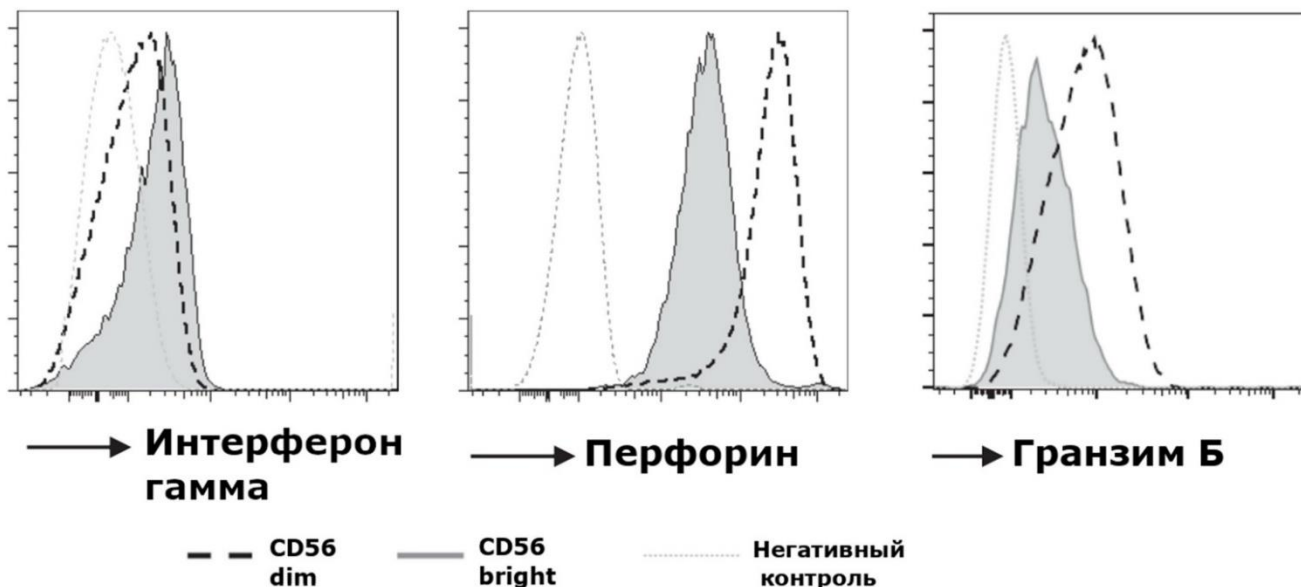 Интерферон
гамма
Перфорин
Гранзим Б
CD56
dim
CD56
bright
Негативный
контроль